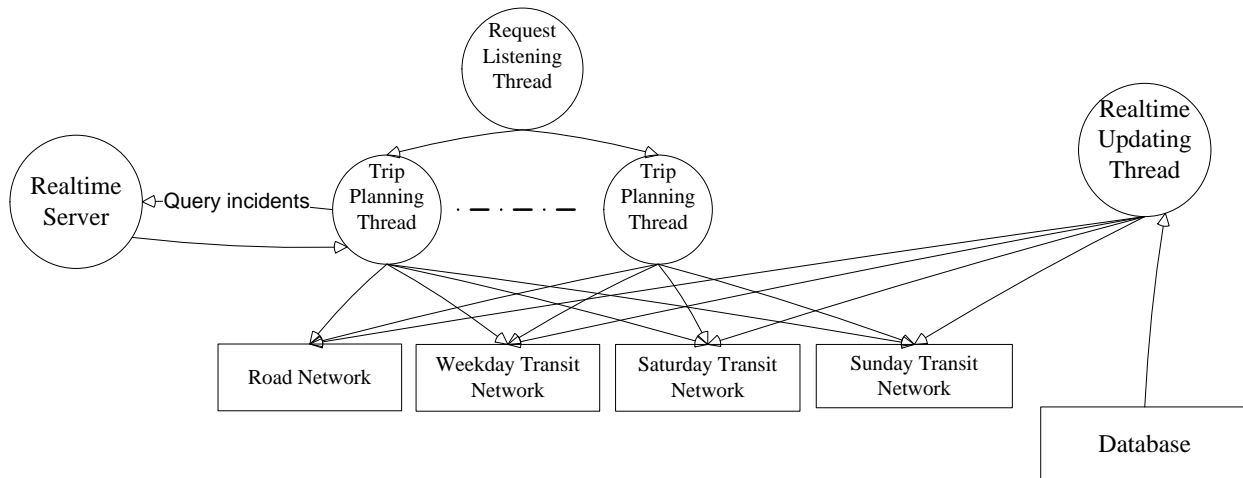 Request
Listening
Thread
Realtime
Updating
Thread
Trip
Planning
Thread
Trip
Planning
Thread
Realtime
Server
Query incidents
Road Network
Weekday Transit
Network
Saturday Transit
Network
Sunday Transit
Network
Database